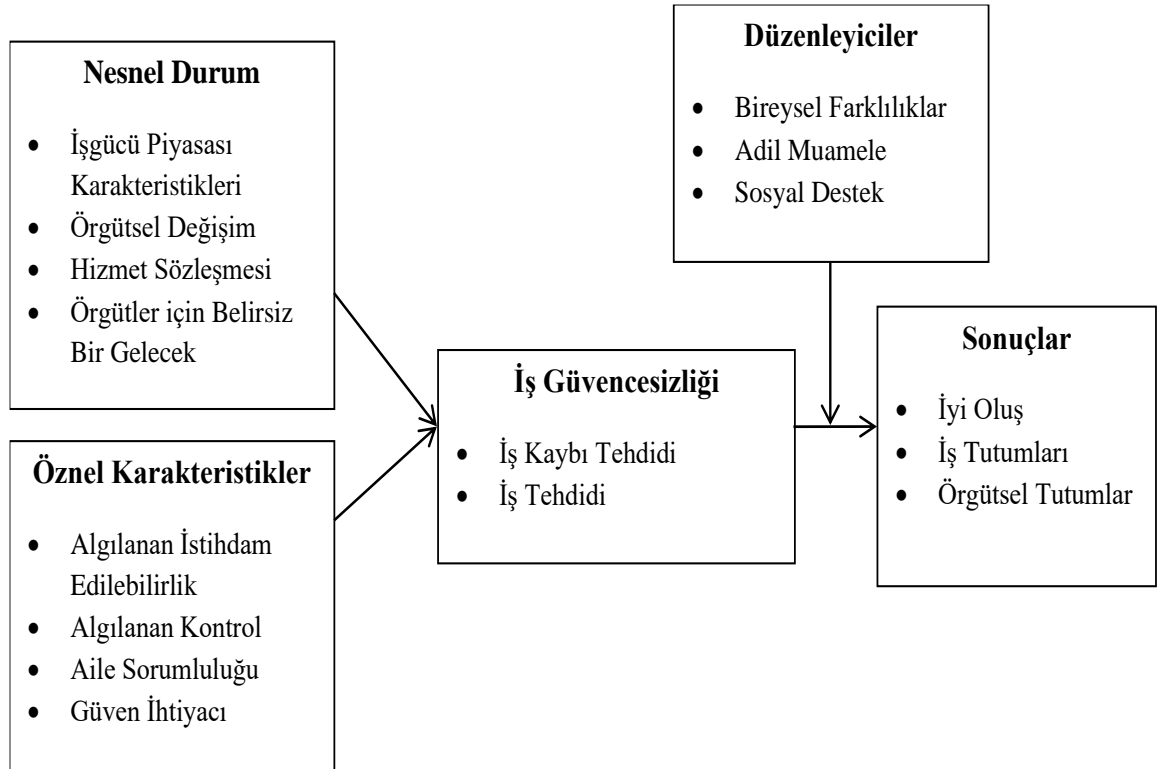 Nesnel Durum
• İşgücü Piyasası
Karakteristikleri
• Örgütsel Değişim
• Hizmet Sözleşmesi
• Örgütler için Belirsiz
Bir Gelecek
Öznel Karakteristikler
• Algılanan İstihdam
Edilebilirlik
• Algılanan Kontrol
• Aile Sorumluluğu
• Güven İhtiyacı
İş Güvencesizliği
• İş Kaybı Tehdidi
• İş Tehdidi
Düzenleyiciler
• Bireysel Farklılıklar
• Adil Muamele
• Sosyal Destek
Sonuçlar
• İyi Oluş
• İş Tutumları
• Örgütsel Tutumlar